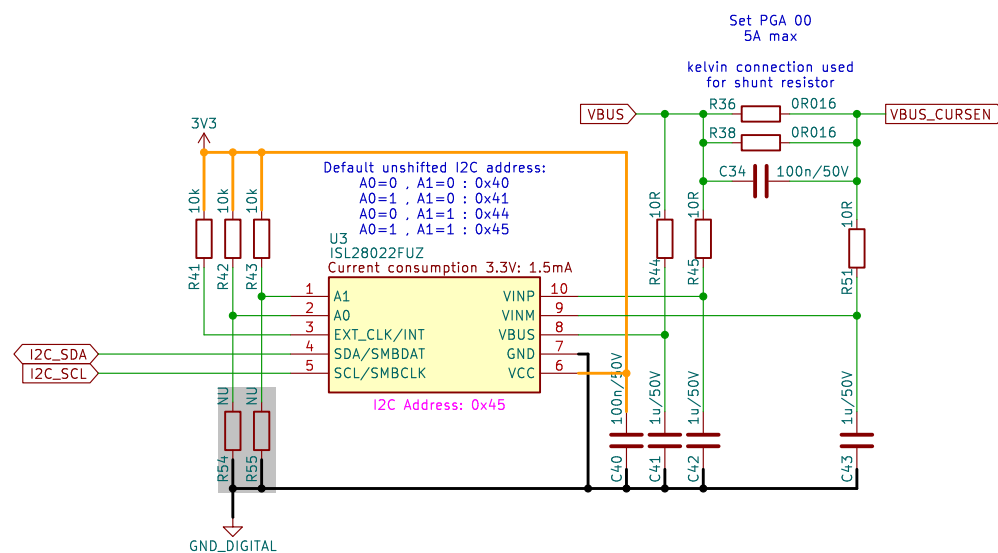 Set PGA 00
5A max
kelvin connection used
for shunt resistor
VBUS
R36
0R016
VBUS_CURSEN
R38
0R016
C34
100n/50V
3V3
Default unshifted I2C address:
A0=0 , A1=0 : 0x40
A0=1 , A1=0 : 0x41
A0=0 , A1=1 : 0x44
A0=1 , A1=1 : 0x45
10k
R41
10k
R42
10k
R43
10R
R44
10R
R45
10R
R51
U3
ISL28022FUZ
Current consumption 3.3V: 1.5mA
1
A1
VINP
10
2
A0
VINM
9
3
EXT_CLK/INT
VBUS
8
I2C_SDA
4
SDA/SMBDAT
GND
7
I2C_SCL
5
SCL/SMBCLK
VCC
6
I2C Address: 0x45
NU
R54
NU
R55
100n/50V
C40
1u/50V
C41
1u/50V
C42
1u/50V
C43
GND_DIGITAL